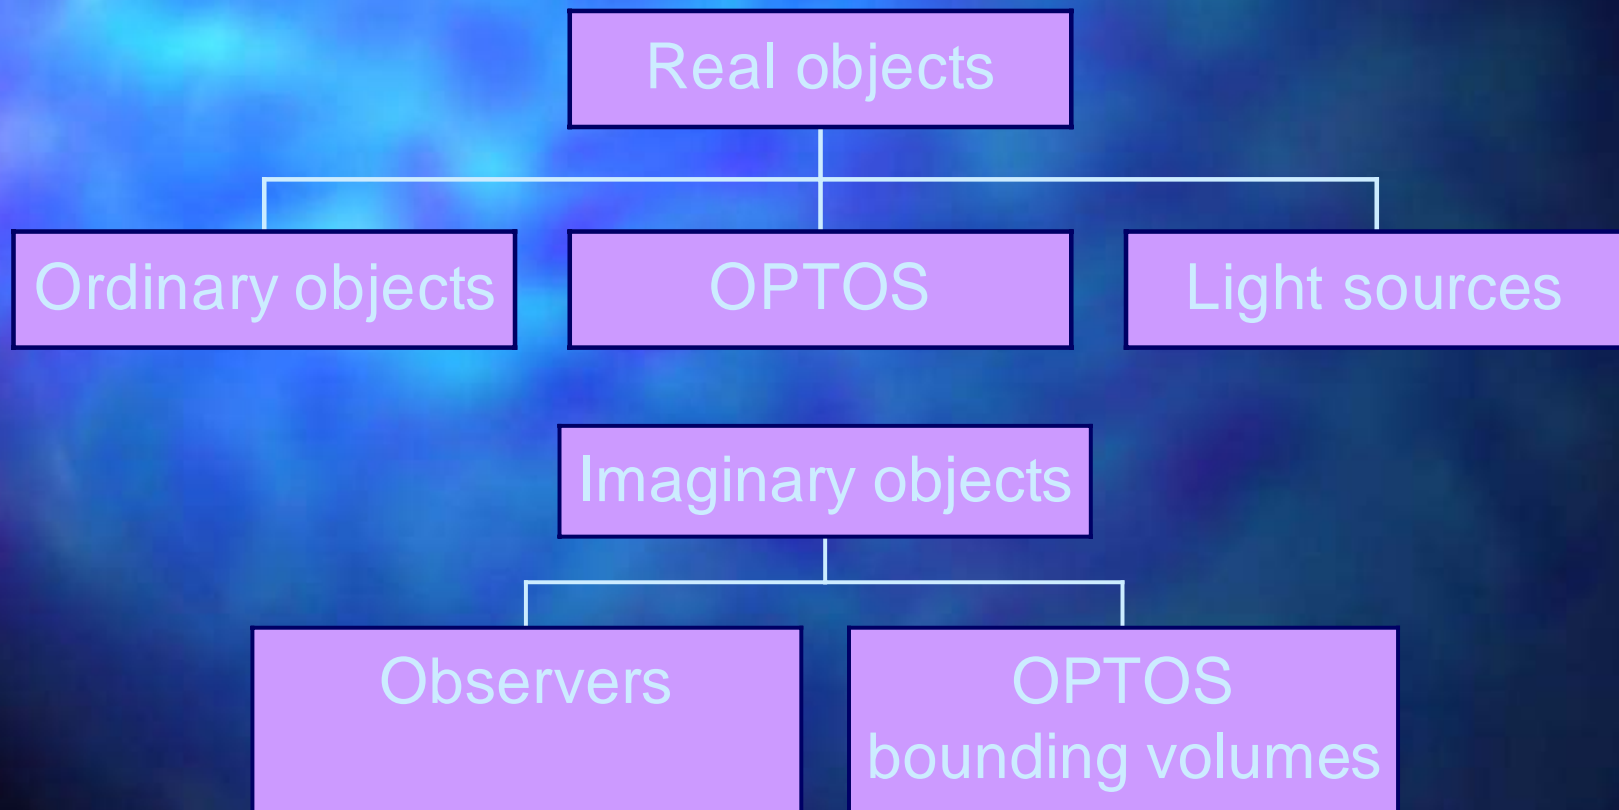 Real objects
Ordinary objects
OPTOS
Light sources
Imaginary objects
Observers
OPTOS
bounding volumes